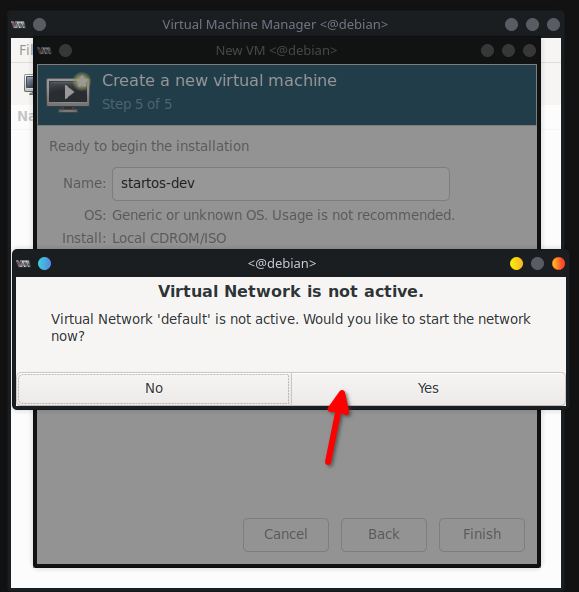 Virtual Machine Manager <@debian>
New VM <@debian>
Create a new virtual machine
Step 5 of 5
Ready to begin the installation
Name: startos-dev
OS: Generic or unknown OS. Usage is not recommended.
Install: Local CDROM/ISO
<@debian>
Virtual Network is not active.
Virtual Network 'default' is not active. Would you like to start the network
now?
No Yes
Cancel Back Finish